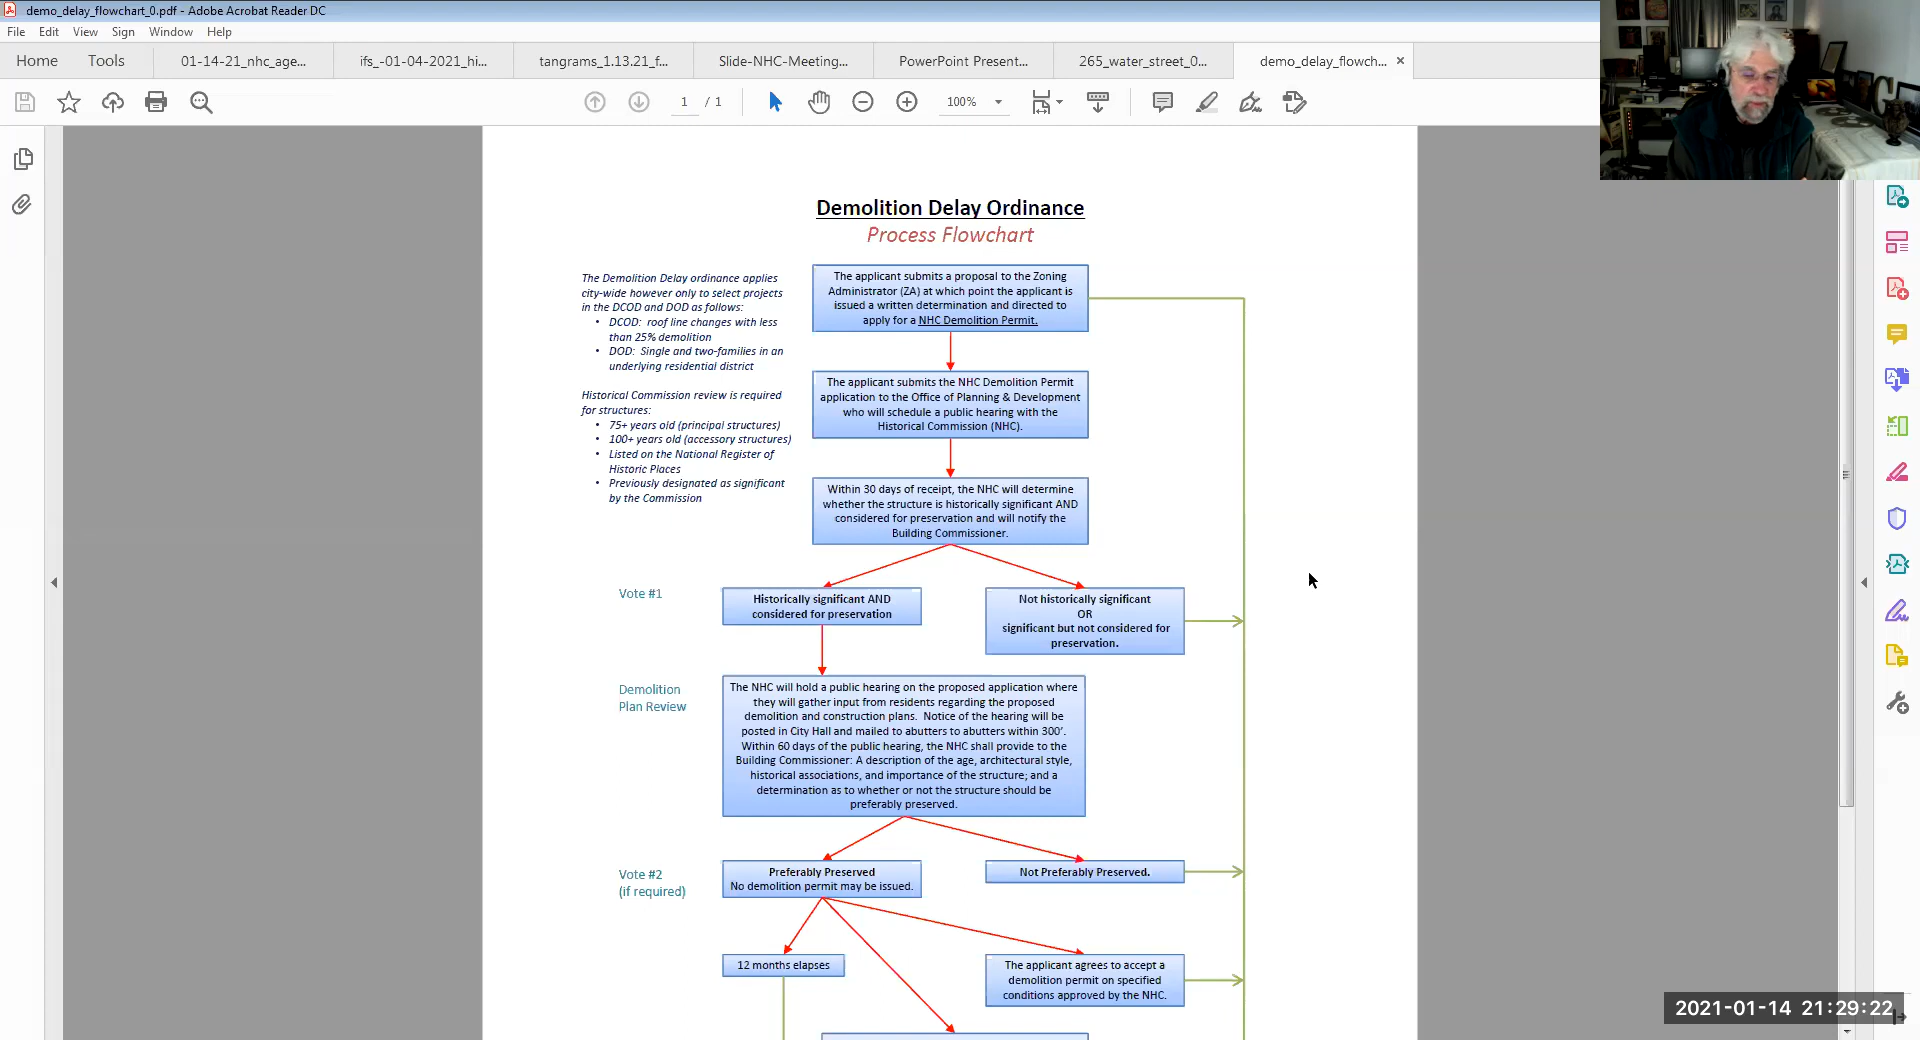 demo_delay_flowchart_0.pdf - Adobe Acrobat Reader DC
File Edit View Sign Window Help
Home Tools 01-14-21_nhc_age... ifs_-01-04-2021_hi... tangrams_1.13.21_f... Slide-NHC-Meeting... PowerPoint Present... 265_water_street_0... demo_delay_flowch... ×
1 / 1 100%
Demolition Delay Ordinance
Process Flowchart
The Demolition Delay ordinance applies
city-wide however only to select projects
in the DCOD and DOD as follows:
• DCOD: roof line changes with less
than 25% demolition
• DOD: Single and two-families in an
underlying residential district
Historical Commission review is required
for structures:
• 75+ years old (principal structures)
• 100+ years old (accessory structures)
• Listed on the National Register of
Historic Places
• Previously designated as significant
by the Commission
The applicant submits a proposal to the Zoning
Administrator (ZA) at which point the applicant is
issued a written determination and directed to
apply for a NHC Demolition Permit.
The applicant submits the NHC Demolition Permit
application to the Office of Planning & Development
who will schedule a public hearing with the
Historical Commission (NHC).
Within 30 days of receipt, the NHC will determine
whether the structure is historically significant AND
considered for preservation and will notify the
Building Commissioner.
Vote #1
Historically significant AND
considered for preservation
Not historically significant
OR
significant but not considered for
preservation.
Demolition
Plan Review
The NHC will hold a public hearing on the proposed application where
they will gather input from residents regarding the proposed
demolition and construction plans. Notice of the hearing will be
posted in City Hall and mailed to abutters to abutters within 300'.
Within 60 days of the public hearing, the NHC shall provide to the
Building Commissioner: A description of the age, architectural style,
historical associations, and importance of the structure; and a
determination as to whether or not the structure should be
preferably preserved.
Vote #2
(if required)
Preferably Preserved
No demolition permit may be issued.
Not Preferably Preserved.
12 months elapses
The applicant agrees to accept a
demolition permit on specified
conditions approved by the NHC.
2021-01-14 21:29:22